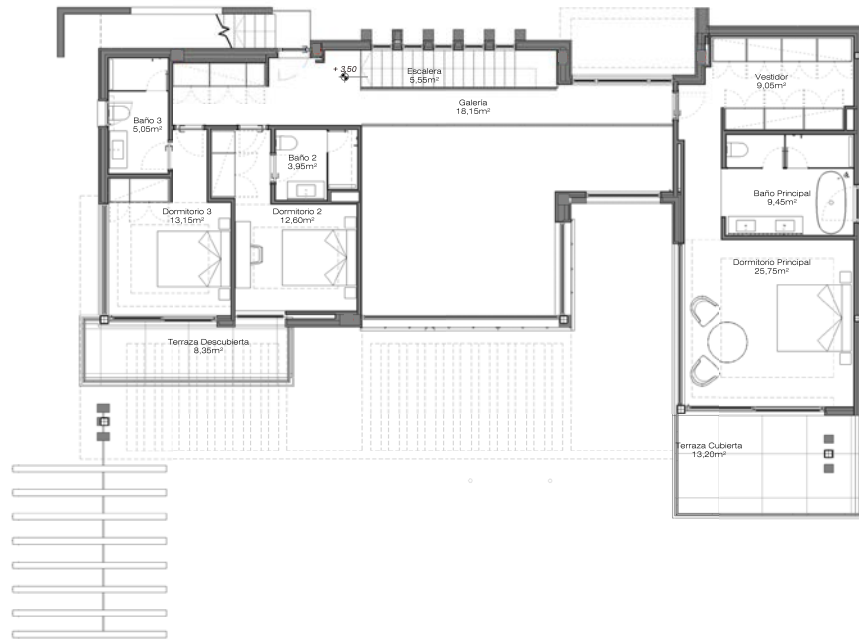 + 3,50
Escalera
5,55m²
Vestidor
9,05m²
Galería
18,15m²
Baño 3
5,05m²
Baño 2
3,95m²
Baño Principal
9,45m²
Dormitorio 3
13,15m²
Dormitorio 2
12,60m²
Dormitorio Principal
25,75m²
Terraza Descubierta
8,35m²
Terraza Cubierta
13,20m²